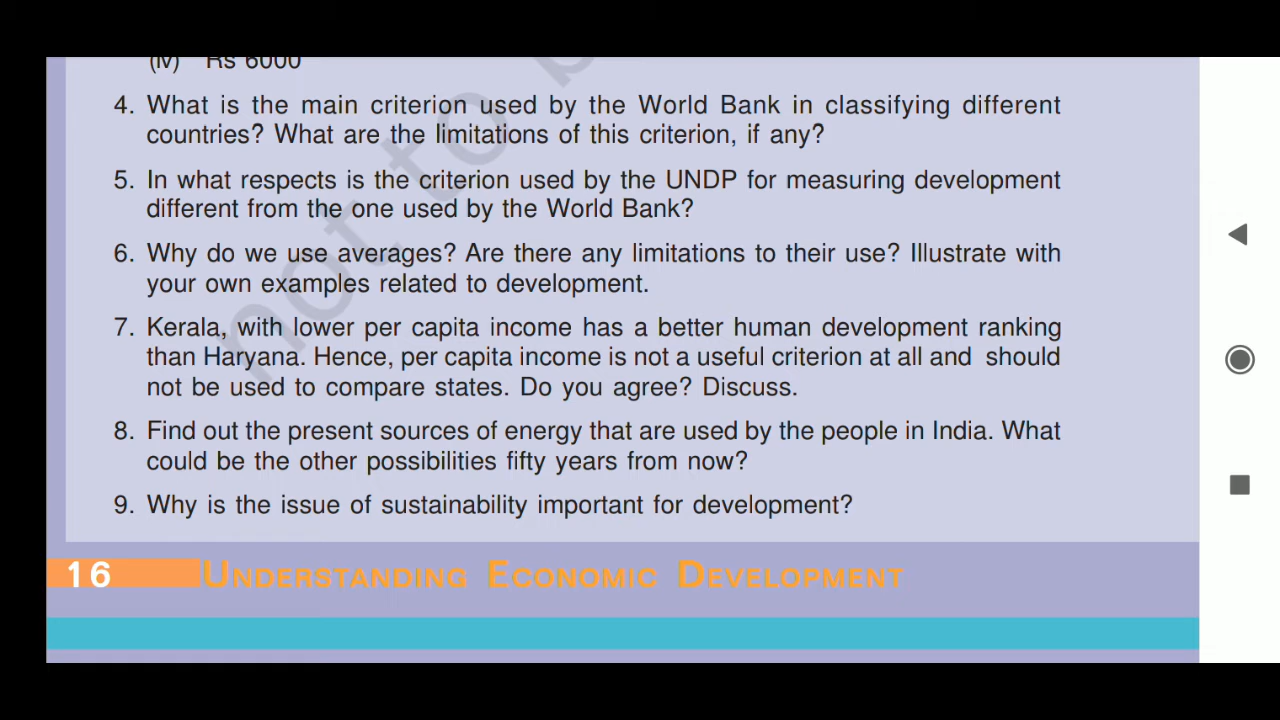 (iv) Rs 6000
4. What is the main criterion used by the World Bank in classifying different
countries? What are the limitations of this criterion, if any?
5. In what respects is the criterion used by the UNDP for measuring development
different from the one used by the World Bank?
6. Why do we use averages? Are there any limitations to their use? Illustrate with
your own examples related to development.
7. Kerala, with lower per capita income has a better human development ranking
than Haryana. Hence, per capita income is not a useful criterion at all and should
not be used to compare states. Do you agree? Discuss.
8. Find out the present sources of energy that are used by the people in India. What
could be the other possibilities fifty years from now?
9. Why is the issue of sustainability important for development?
16 UNDERSTANDING ECONOMIC DEVELOPMENT
not to b